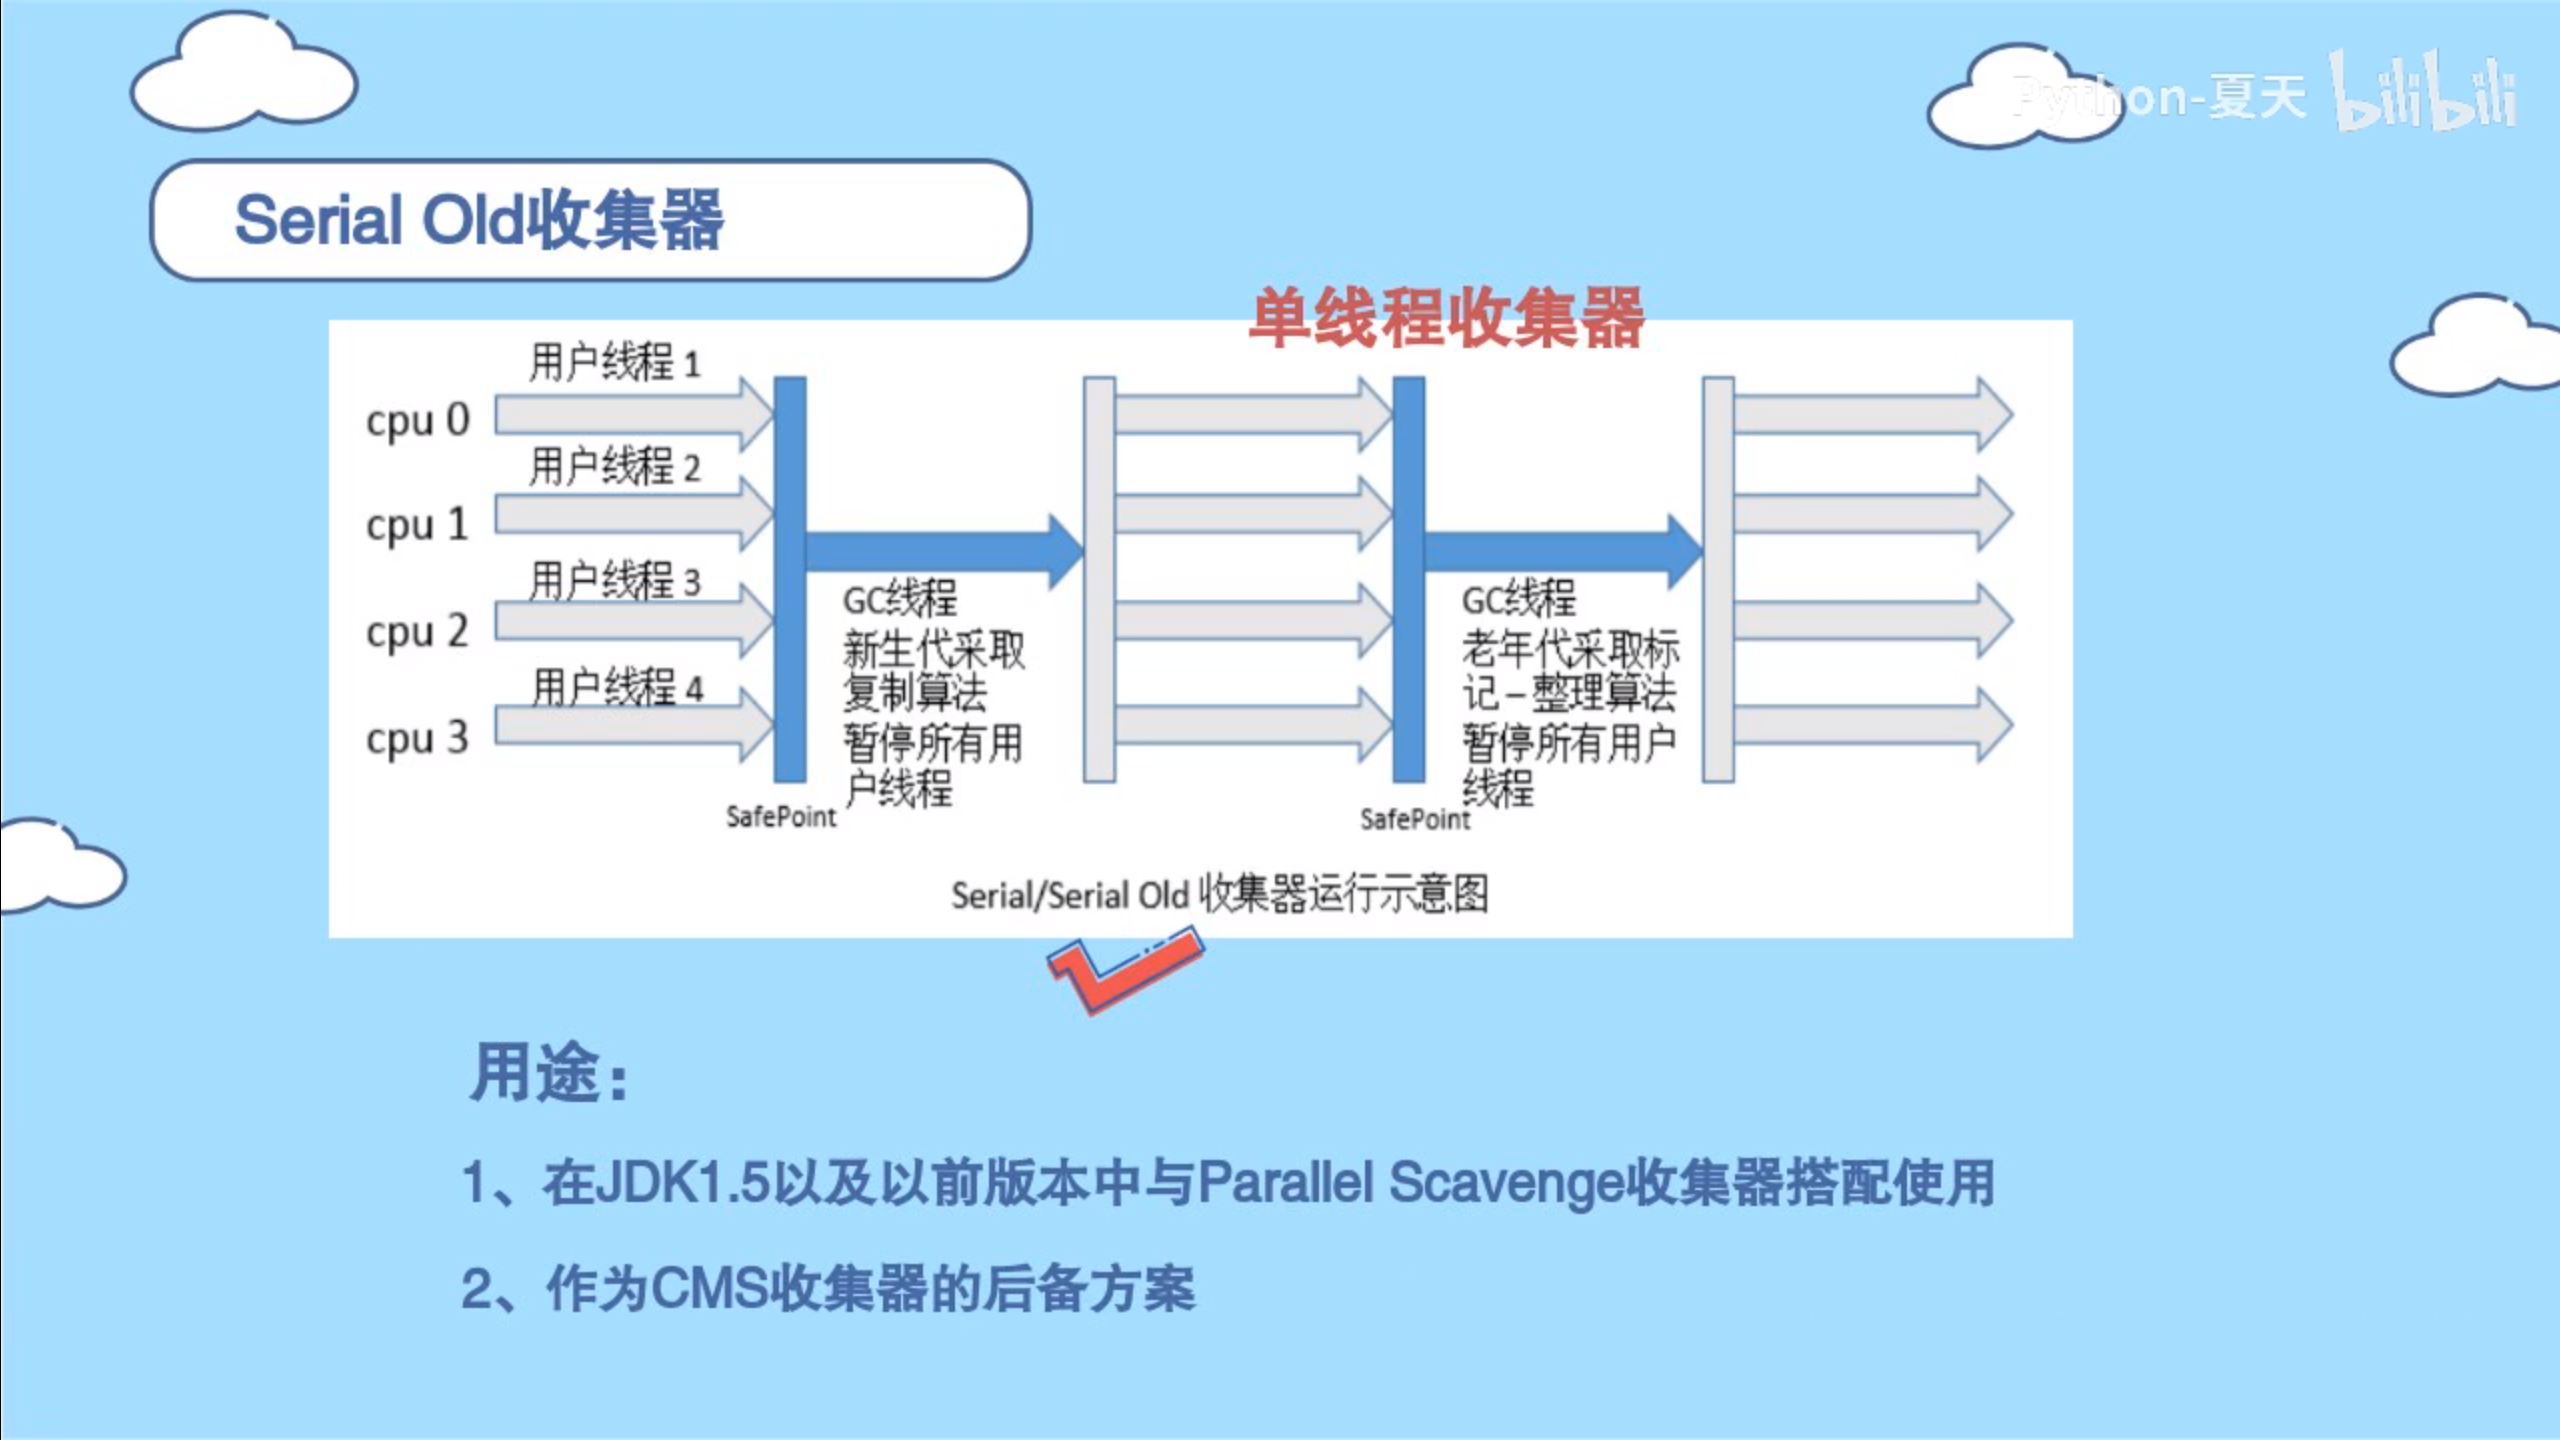 Python-夏天 bilibili
Serial Old收集器
单线程收集器
用户线程 1
cpu 0
用户线程 2
cpu 1
用户线程 3
cpu 2
用户线程 4
cpu 3
SafePoint
GC线程
新生代采取
复制算法
暂停所有用
户线程
SafePoint
GC线程
老年代采取标
记–整理算法
暂停所有用户
线程
Serial/Serial Old 收集器运行示意图
用途：
1、在JDK1.5以及以前版本中与Parallel Scavenge收集器搭配使用
2、作为CMS收集器的后备方案